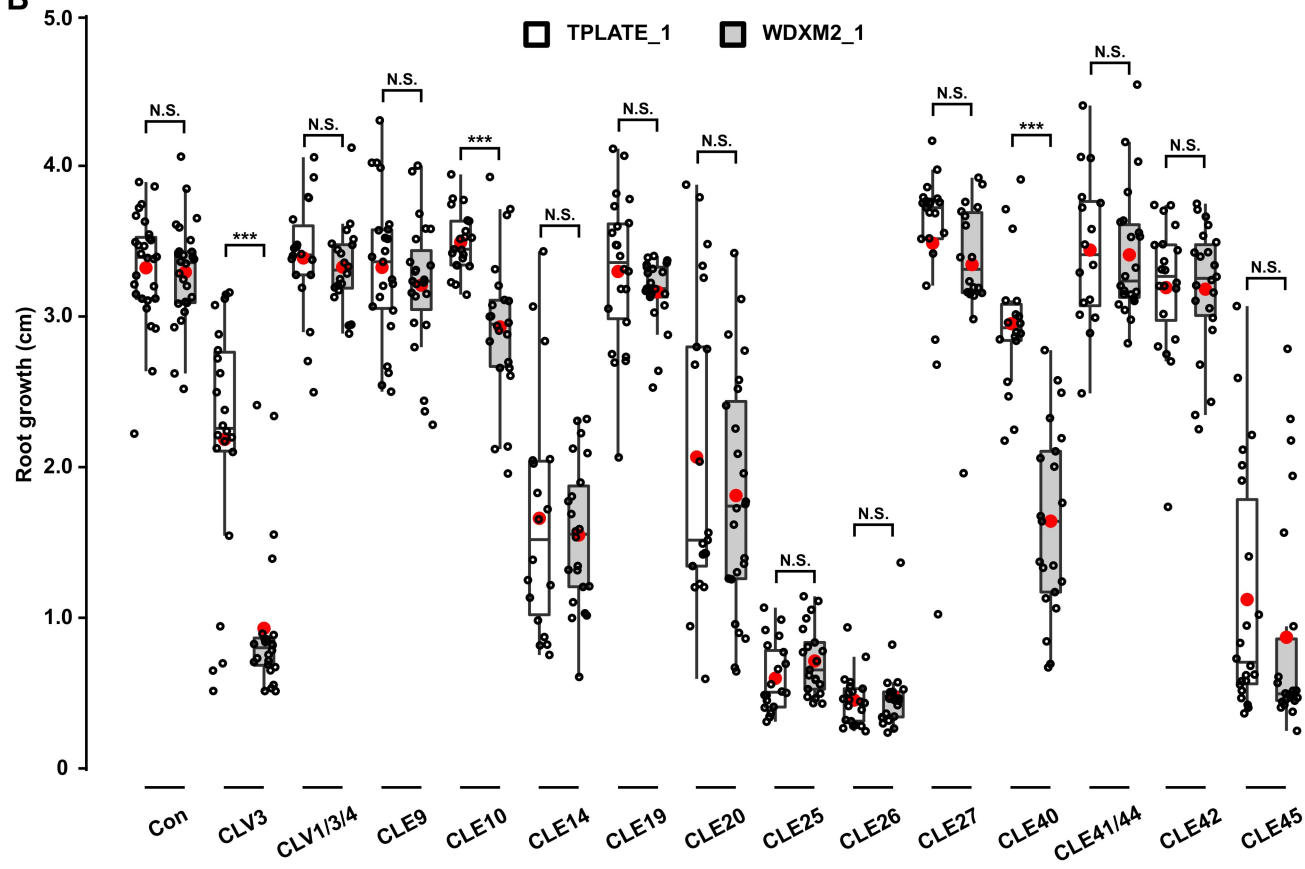 B
5.0
TPLATE_1 WDXM2_1
N.S.
N.S.
N.S.
***
N.S.
N.S.
***
N.S.
N.S.
N.S.
4.0
***
N.S.
N.S.
3.0
2.0
N.S.
N.S.
1.0
0
Root growth (cm)
Con CLV3 CLV1/3/4 CLE9 CLE10 CLE14 CLE19 CLE20 CLE25 CLE26 CLE27 CLE40 CLE41/44 CLE42 CLE45